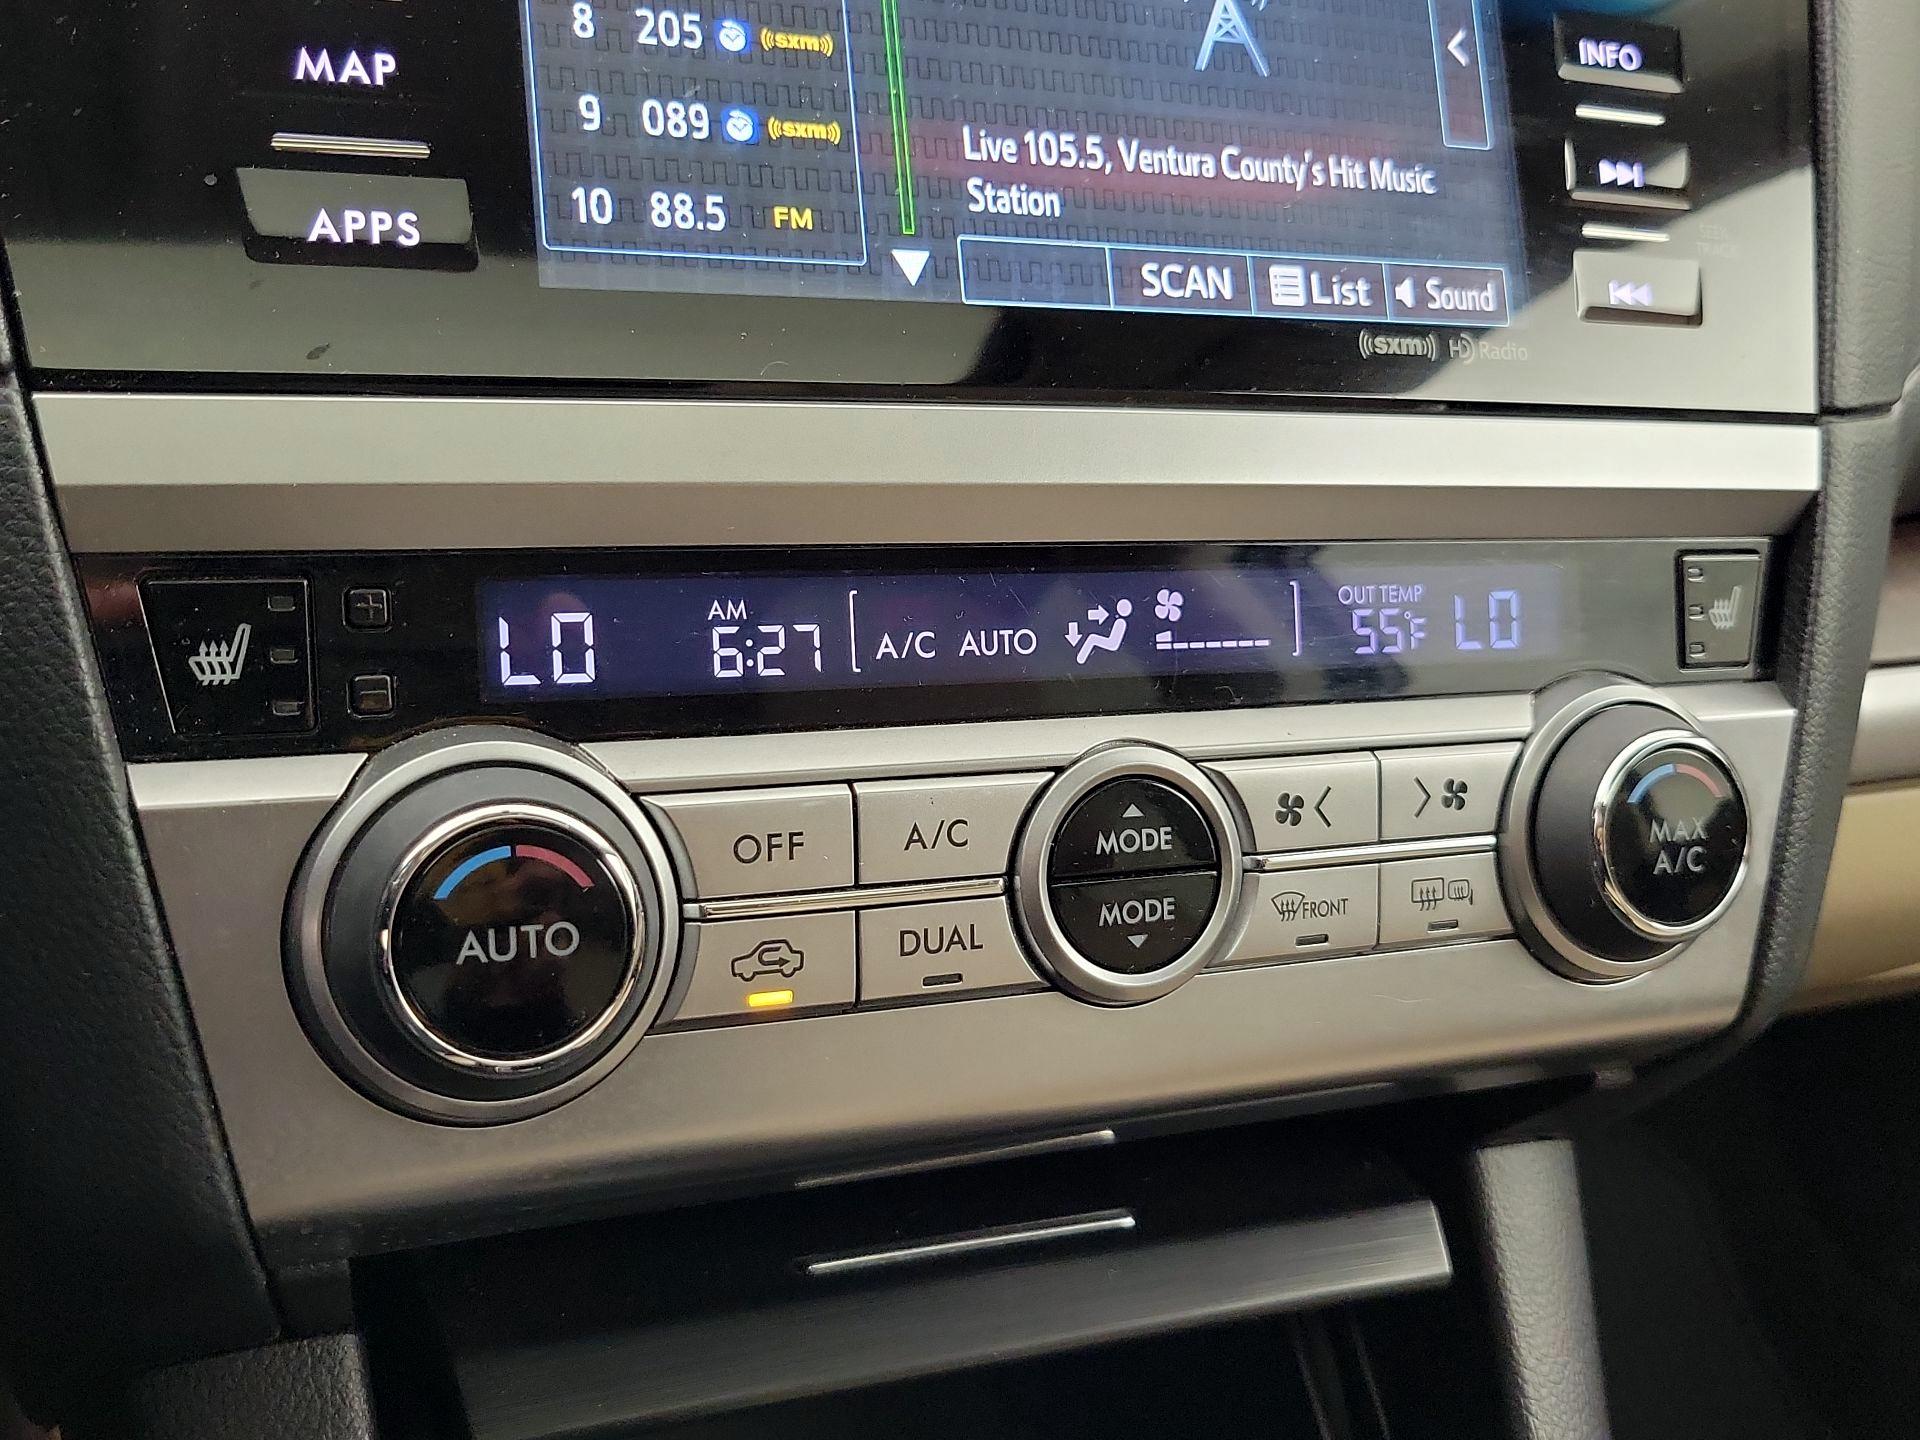 MAP
APPS
8 205 ((sxm))
9 089 ((sxm))
10 88.5 FM
Live 105.5, Ventura County's Hit Music
Station
SCAN List Sound
((sxm)) HD Radio
INFO
SEEK
TRACK
LO AM 6:27 A/C AUTO OUT TEMP 55°F LO
AUTO
OFF A/C
DUAL
MODE
MODE
FRONT
MAX
A/C